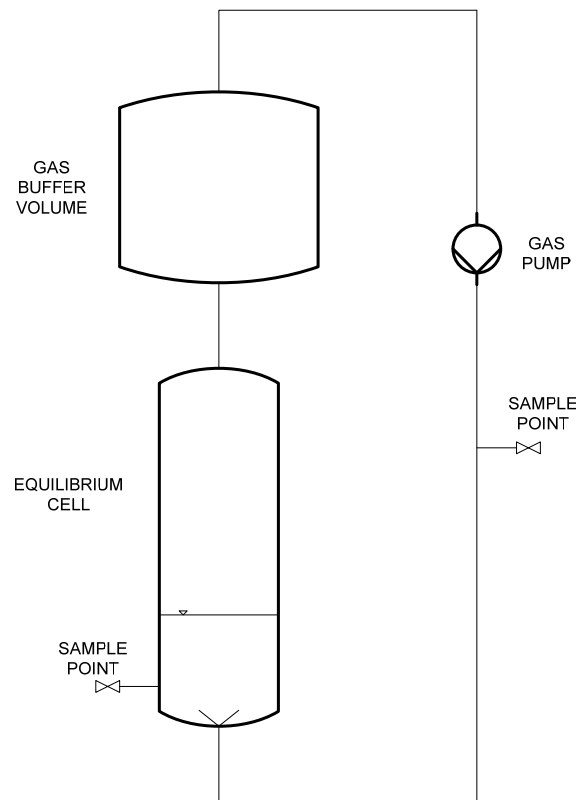 GAS
BUFFER
VOLUME
GAS
PUMP
SAMPLE
POINT
EQUILIBRIUM
CELL
SAMPLE
POINT